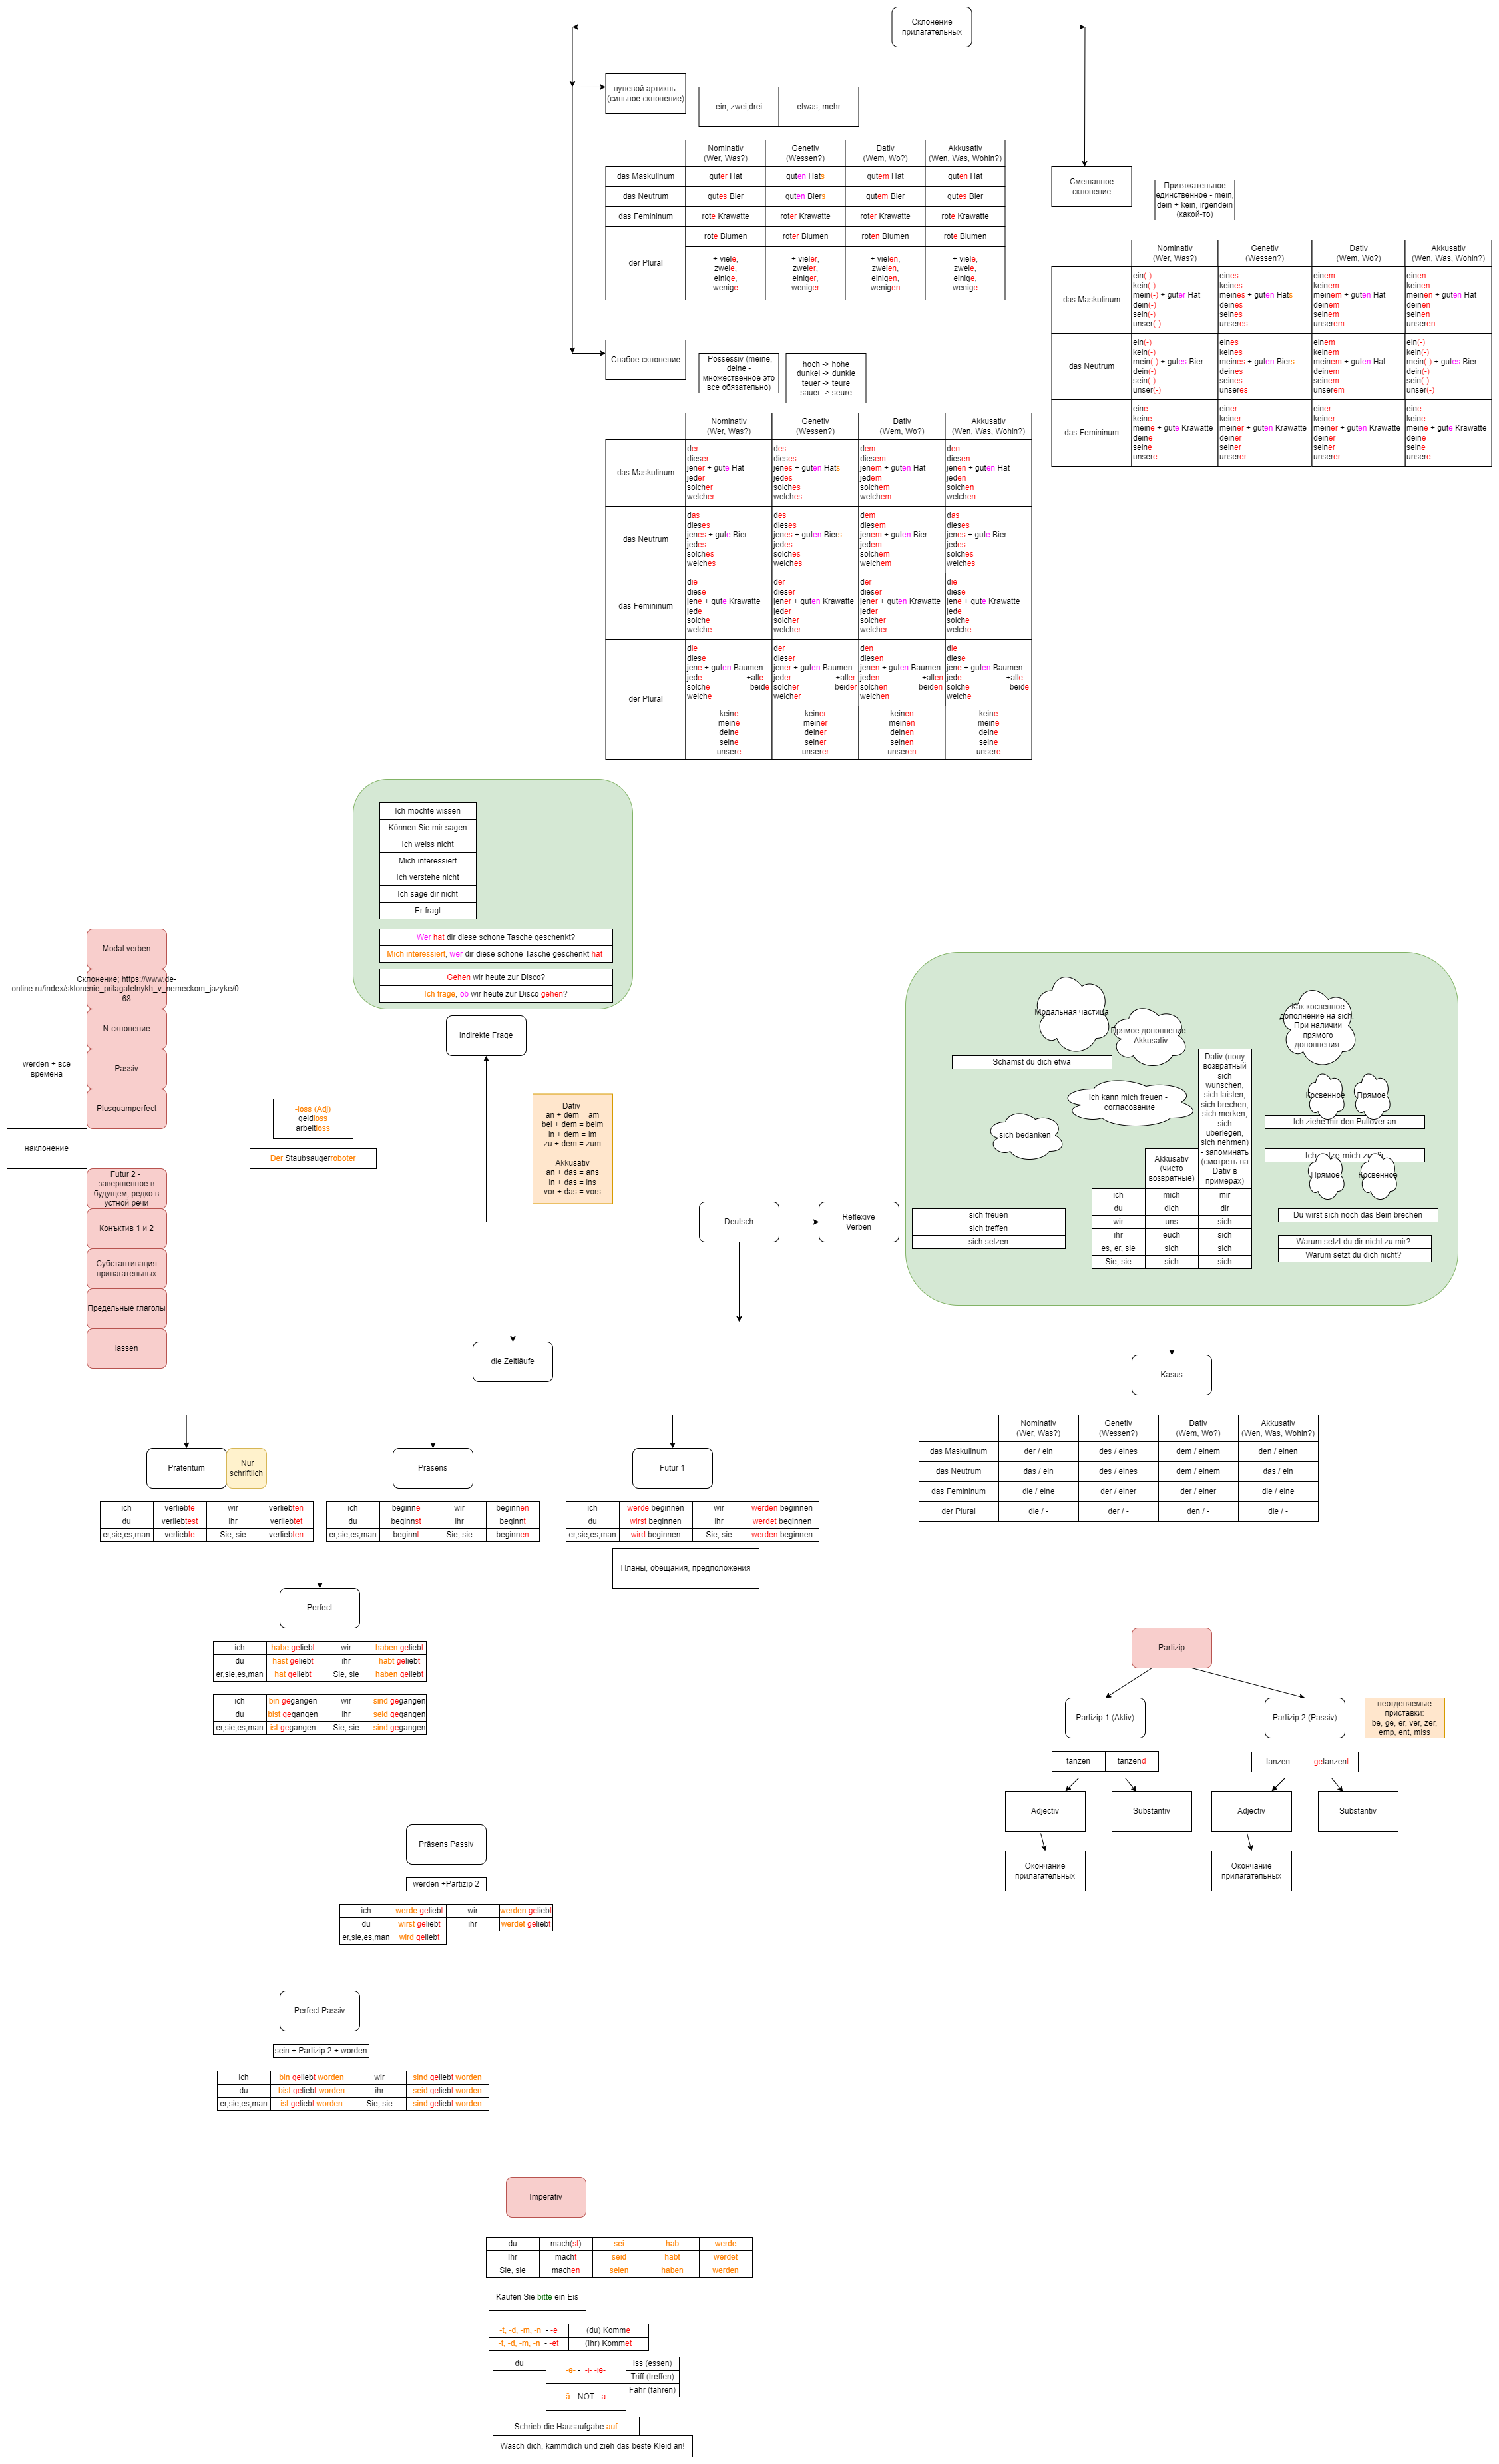 Склонение
прилагательных
нулевой артикль
(сильное склонение)
ein, zwei,drei
etwas, mehr
Nominativ
(Wer, Was?)
Genetiv
(Wessen?)
Dativ
(Wem, Wo?)
Akkusativ
(Wen, Was, Wohin?)
das Maskulinum
guter Hat
guten Hats
gutem Hat
guten Hat
das Neutrum
gutes Bier
guten Biers
gutem Bier
gutes Bier
das Femininum
rote Krawatte
roter Krawatte
roter Krawatte
rote Krawatte
der Plural
rote Blumen
roter Blumen
roten Blumen
rote Blumen
+ viele,
zweie,
einige,
wenige
+ vieler,
zweier,
einiger,
weniger
+ vielen,
zweien,
einigen,
wenigen
+ viele,
zweie,
einige,
wenige
Смешанное
склонение
Притяжательное
единственное - mein,
dein + kein, irgendein
(какой-то)
Nominativ
(Wer, Was?)
Genetiv
(Wessen?)
Dativ
(Wem, Wo?)
Akkusativ
(Wen, Was, Wohin?)
das Maskulinum
ein(-)
kein(-)
mein(-) + guter Hat
dein(-)
sein(-)
unser(-)
eines
keines
meines + guten Hats
deines
seines
unseres
einem
keinem
meinem + guten Hat
deinem
seinem
unserem
einen
keinen
meinen + guten Hat
deinen
seinen
unseren
das Neutrum
ein(-)
kein(-)
mein(-) + gutes Bier
dein(-)
sein(-)
unser(-)
eines
keines
meines + guten Biers
deines
seines
unseres
einem
keinem
meinem + guten Hat
deinem
seinem
unserem
ein(-)
kein(-)
mein(-) + gutes Bier
dein(-)
sein(-)
unser(-)
das Femininum
eine
keine
meine + gute Krawatte
deine
seine
unsere
einer
keiner
meiner + guten Krawatte
deiner
seiner
unserer
einer
keiner
meiner + guten Krawatte
deiner
seiner
unserer
eine
keine
meine + gute Krawatte
deine
seine
unsere
Слабое склонение
Possessiv (meine,
deine -
множественное это
все обязательно)
hoch -> hohe
dunkel -> dunkle
teuer -> teure
sauer -> seure
Nominativ
(Wer, Was?)
Genetiv
(Wessen?)
Dativ
(Wem, Wo?)
Akkusativ
(Wen, Was, Wohin?)
das Maskulinum
der
dieser
jener + gute Hat
jeder
solcher
welcher
des
dieses
jenes + guten Hats
jedes
solches
welches
dem
diesem
jenem + guten Hat
jedem
solchem
welchem
den
diesen
jenen + guten Hat
jeden
solchen
welchen
das Neutrum
das
dieses
jenes + gute Bier
jedes
solches
welches
des
dieses
jenes + guten Biers
jedes
solches
welches
dem
diesem
jenem + guten Bier
jedem
solchem
welchem
das
dieses
jenes + gute Bier
jedes
solches
welches
das Femininum
die
diese
jene + gute Krawatte
jede
solche
welche
der
dieser
jener + guten Krawatte
jeder
solcher
welcher
der
dieser
jener + guten Krawatte
jeder
solcher
welcher
die
diese
jene + gute Krawatte
jede
solche
welche
der Plural
die
diese
jene + guten Baumen
jede +alle
solche beide
welche
der
dieser
jener + guten Baumen
jeder +aller
solcher beider
welcher
den
diesen
jenen + guten Baumen
jeden +allen
solchen beiden
welchen
die
diese
jene + guten Baumen
jede +alle
solche beide
welche
keine
meine
deine
seine
unsere
keiner
meiner
deiner
seiner
unserer
keinen
meinen
deinen
seinen
unseren
keine
meine
deine
seine
unsere
Ich möchte wissen
Können Sie mir sagen
Ich weiss nicht
Mich interessiert
Ich verstehe nicht
Ich sage dir nicht
Er fragt
Wer hat dir diese schone Tasche geschenkt?
Mich interessiert, wer dir diese schone Tasche geschenkt hat
Gehen wir heute zur Disco?
Ich frage, ob wir heute zur Disco gehen?
Indirekte Frage
Modal verben
Склонение; https://www.de-
online.ru/index/sklonenie_prilagatelnykh_v_nemeckom_jazyke/0-
68
N-склонение
werden + все
времена
Passiv
Plusquamperfect
наклонение
Futur 2 -
завершенное в
будущем, редко в
устной речи
Конъктив 1 и 2
Субстантивация
прилагательных
Предельные глаголы
lassen
-loss (Adj)
geldloss
arbeitloss
Der Staubsaugerroboter
Dativ
an + dem = am
bei + dem = beim
in + dem = im
zu + dem = zum
Akkusativ
an + das = ans
in + das = ins
vor + das = vors
Deutsch
Reflexive
Verben
Модальная частица
Прямое дополнение
- Akkusativ
Schämst du dich etwa
ich kann mich freuen -
согласование
sich bedanken
Как косвенное
дополнение на sich.
При наличии
прямого
дополнения.
Косвенное
Прямое
Ich ziehe mir den Pullover an
Прямое
Косвенное
Du wirst sich noch das Bein brechen
Warum setzt du dir nicht zu mir?
Warum setzt du dich nicht?
Dativ (полу
возвратный
sich
wunschen,
sich laisten,
sich brechen,
sich merken,
sich
überlegen,
sich nehmen)
- запоминать
(смотреть на
Dativ в
примерах)
Akkusativ
(чисто
возвратные)
ich mich mir
du dich dir
wir uns sich
ihr euch sich
es, er, sie sich sich
Sie, sie sich sich
sich freuen
sich treffen
sich setzen
die Zeitläufe
Kasus
Präteritum
Nur
schriftlich
Präsens
Futur 1
ich verliebte wir verliebten
du verliebtest ihr verliebtet
er,sie,es,man verliebte Sie, sie verliebten
ich beginne wir beginnen
du beginnst ihr beginnt
er,sie,es,man beginnt Sie, sie beginnen
ich werde beginnen wir werden beginnen
du wirst beginnen ihr werdet beginnen
er,sie,es,man wird beginnen Sie, sie werden beginnen
Планы, обещания, предположения
Nominativ
(Wer, Was?)
Genetiv
(Wessen?)
Dativ
(Wem, Wo?)
Akkusativ
(Wen, Was, Wohin?)
das Maskulinum der / ein des / eines dem / einem den / einen
das Neutrum das / ein des / eines dem / einem das / ein
das Femininum die / eine der / einer der / einer die / eine
der Plural die / - der / - den / - die / -
Perfect
ich habe geliebt wir haben geliebt
du hast geliebt ihr habt geliebt
er,sie,es,man hat geliebt Sie, sie haben geliebt
ich bin gegangen wir sind gegangen
du bist gegangen ihr seid gegangen
er,sie,es,man ist gegangen Sie, sie sind gegangen
Partizip
Partizip 1 (Aktiv)
Partizip 2 (Passiv)
неотделяемые
приставки:
be, ge, er, ver, zer,
emp, ent, miss
tanzen tanzend
tanzen getanzent
Adjectiv
Substantiv
Adjectiv
Substantiv
Окончание
прилагательных
Окончание
прилагательных
Präsens Passiv
werden +Partizip 2
ich werde geliebt wir werden geliebt
du wirst geliebt ihr werdet geliebt
er,sie,es,man wird geliebt
Perfect Passiv
sein + Partizip 2 + worden
ich bin geliebt worden wir sind geliebt worden
du bist geliebt worden ihr seid geliebt worden
er,sie,es,man ist geliebt worden Sie, sie sind geliebt worden
Imperativ
du mach(st) sei hab werde
Ihr macht seid habt werdet
Sie, sie machen seien haben werden
Kaufen Sie bitte ein Eis
-t, -d, -m, -n - -e (du) Komme
-t, -d, -m, -n - -et (Ihr) Kommet
du
-e- - -i- -ie-
Iss (essen)
Triff (treffen)
-ä- -NOT -a-
Fahr (fahren)
Schrieb die Hausaufgabe auf
Wasch dich, kämmdich und zieh das beste Kleid an!